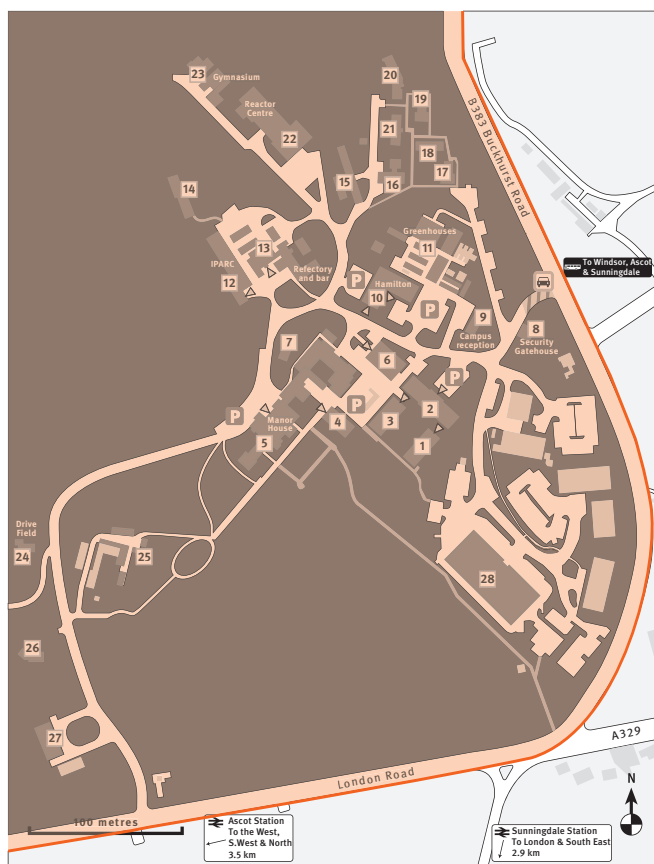 20
23
Gymnasium
19
Reactor
Centre
21
22
18
17
14
15
16
B383 Buckhurst Road
Greenhouses
11
13
IPARC
Refectory
and bar
12
P
Hamilton
10
P
To Windsor, Ascot
& Sunningdale
9
Campus
reception
8
Security
Gatehouse
7
6
P
P
P
Manor
House
5
4
3
2
1
Drive
Field
24
25
28
26
27
A329
London Road
N
100 metres
Ascot Station
To the West,
S.West & North
3.5 km
Sunningdale Station
To London & South East
2.9 km